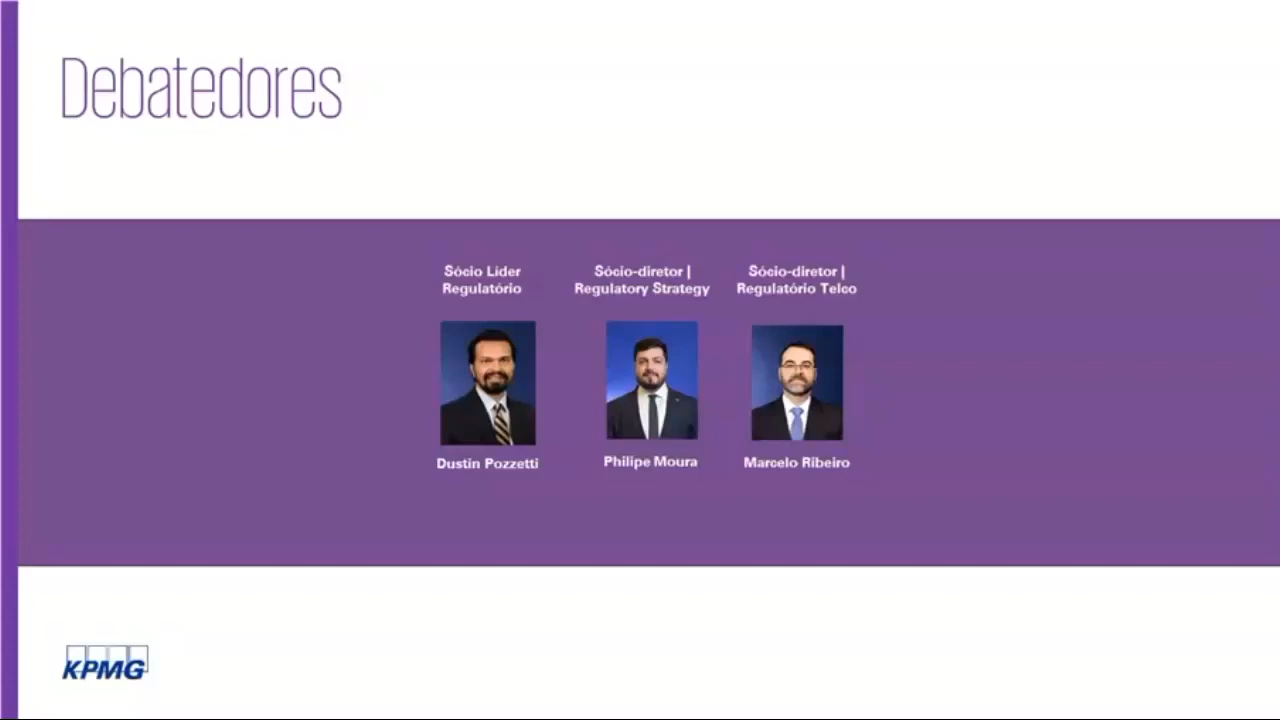 Debatedores
Sócio Líder
Regulatório
Sócio-diretor |
Regulatory Strategy
Sócio-diretor |
Regulatório Telco
Dustin Pozzetti
Philipe Moura
Marcelo Ribeiro
KPMG